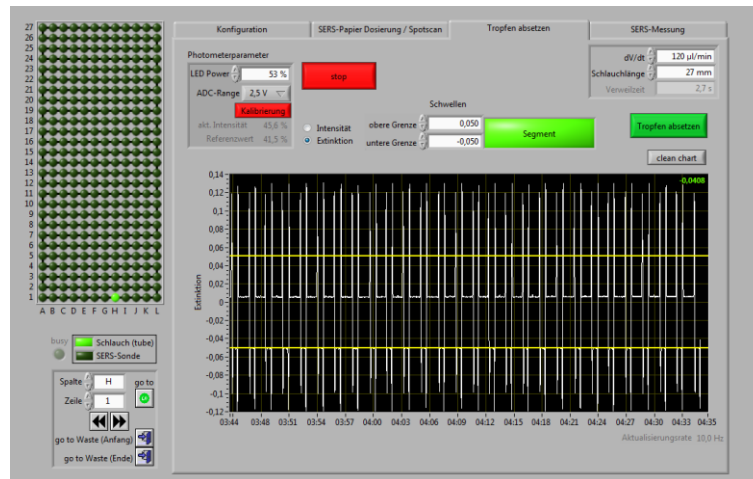 Konfiguration
SERS-Papier Dosierung / Spotscan
Tropfen absetzen
SERS-Messung
27
26
25
24
23
22
21
20
19
18
17
16
15
14
13
12
11
10
9
8
7
6
5
4
3
2
1
A B C D E F G H I J K L
busy
Schlauch (tube)
SERS-Sonde
Spalte H
go to
Zeile 1
go to Waste (Anfang)
go to Waste (Ende)
Photometerparameter
LED Power 53 %
ADC-Range 2,5 V
Kalibrierung
akt. Intensität 45,6 %
Referenzwert 41,5 %
stop
Intensität
Extinktion
Schwellen
obere Grenze 0,050
untere Grenze -0,050
Segment
dV/dt 120 µl/min
Schlauchlänge 27 mm
Verweilzeit 2,7 s
Tropfen absetzen
clean chart
-0,0408
Extinktion
0,14
0,12
0,1
0,08
0,06
0,04
0,02
0
-0,02
-0,04
-0,06
-0,08
-0,1
-0,12
03:44 03:48 03:51 03:54 03:57 04:00 04:03 04:06 04:09 04:12 04:15 04:18 04:21 04:24 04:27 04:30 04:33 04:35
Aktualisierungsrate 10,0 Hz